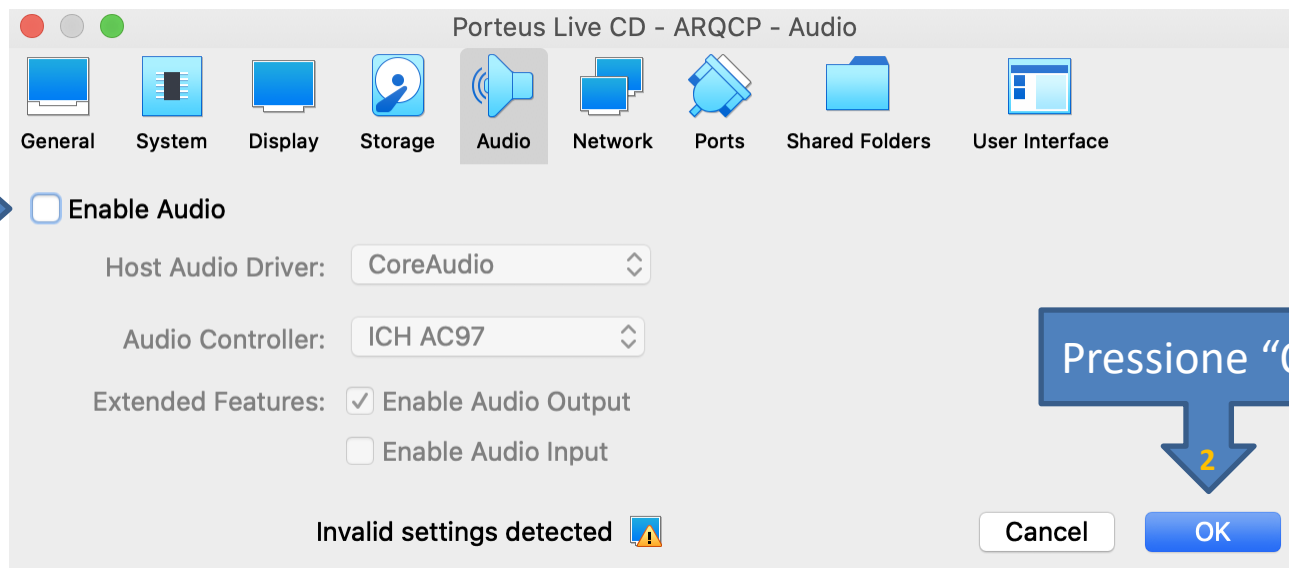 Porteus Live CD - ARQCP - Audio
General System Display Storage Audio Network Ports Shared Folders User Interface
Enable Audio
Host Audio Driver: CoreAudio
Audio Controller: ICH AC97
Pressione “
Extended Features: Enable Audio Output
Enable Audio Input
2
Invalid settings detected Cancel OK